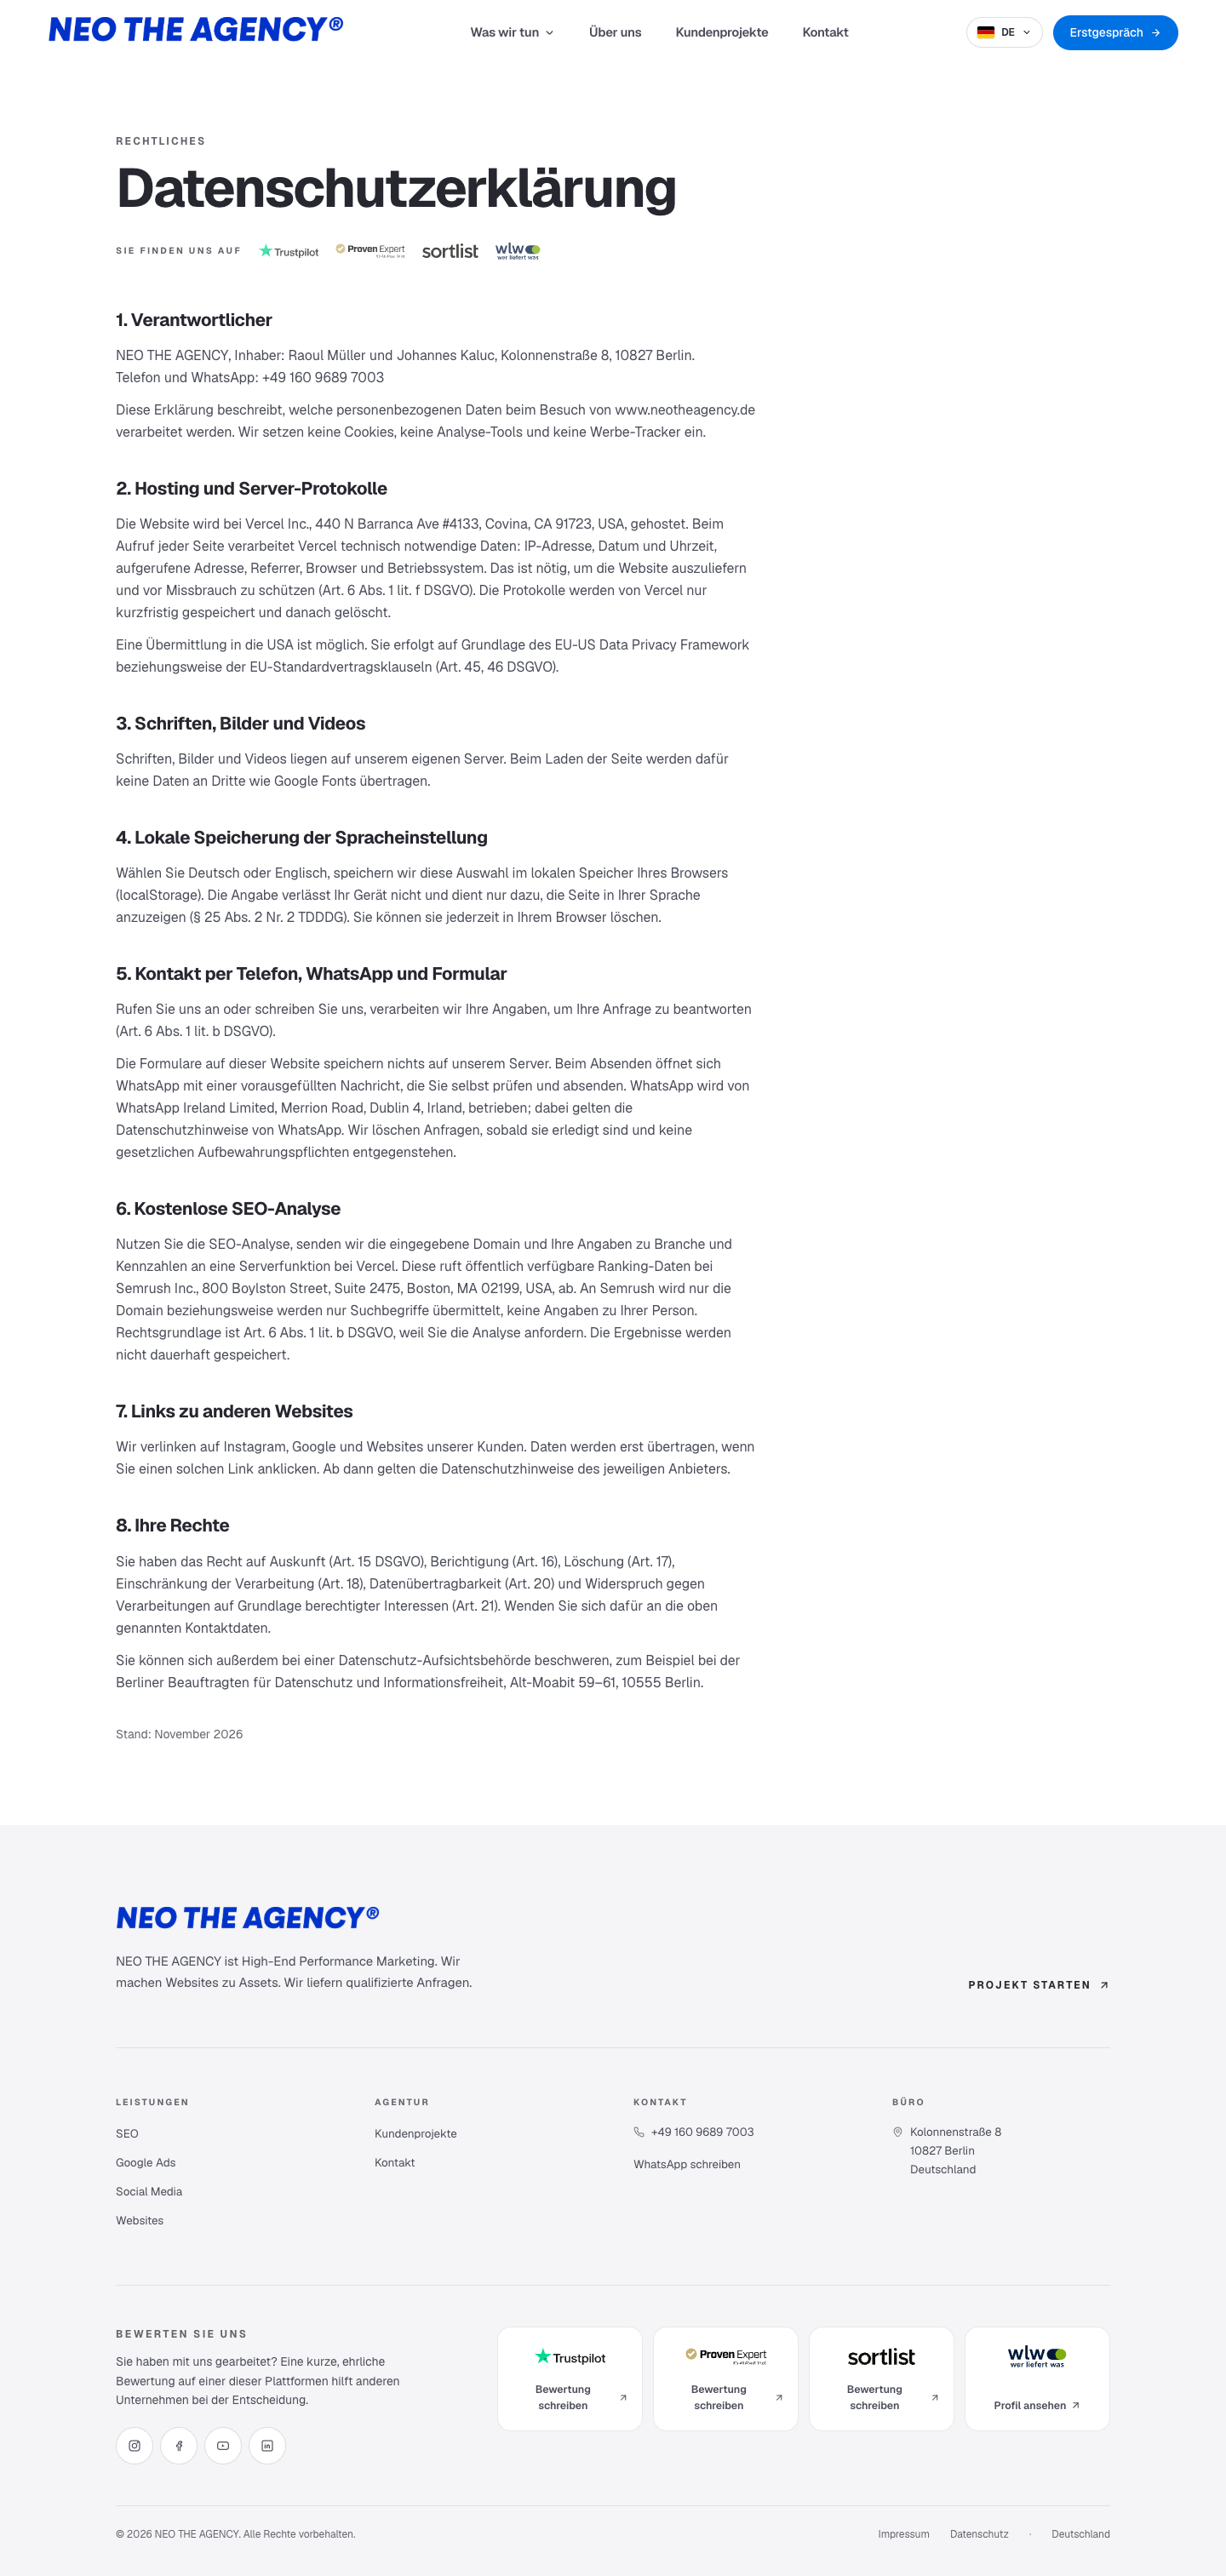 NEO THE AGENCY®
Was wir tun
Über uns
Kundenprojekte
Kontakt
DE
Erstgespräch
RECHTLICHES
Datenschutzerklärung
SIE FINDEN UNS AUF
Trustpilot
ProvenExpert
sortlist
wlw
wer liefert was
1. Verantwortlicher
NEO THE AGENCY, Inhaber: Raoul Müller und Johannes Kaluc, Kolonnenstraße 8, 10827 Berlin.
Telefon und WhatsApp: +49 160 9689 7003
Diese Erklärung beschreibt, welche personenbezogenen Daten beim Besuch von www.neotheagency.de
verarbeitet werden. Wir setzen keine Cookies, keine Analyse-Tools und keine Werbe-Tracker ein.
2. Hosting und Server-Protokolle
Die Website wird bei Vercel Inc., 440 N Barranca Ave #4133, Covina, CA 91723, USA, gehostet. Beim
Aufruf jeder Seite verarbeitet Vercel technisch notwendige Daten: IP-Adresse, Datum und Uhrzeit,
aufgerufene Adresse, Referrer, Browser und Betriebssystem. Das ist nötig, um die Website auszuliefern
und vor Missbrauch zu schützen (Art. 6 Abs. 1 lit. f DSGVO). Die Protokolle werden von Vercel nur
kurzfristig gespeichert und danach gelöscht.
Eine Übermittlung in die USA ist möglich. Sie erfolgt auf Grundlage des EU-US Data Privacy Framework
beziehungsweise der EU-Standardvertragsklauseln (Art. 45, 46 DSGVO).
3. Schriften, Bilder und Videos
Schriften, Bilder und Videos liegen auf unserem eigenen Server. Beim Laden der Seite werden dafür
keine Daten an Dritte wie Google Fonts übertragen.
4. Lokale Speicherung der Spracheinstellung
Wählen Sie Deutsch oder Englisch, speichern wir diese Auswahl im lokalen Speicher Ihres Browsers
(localStorage). Die Angabe verlässt Ihr Gerät nicht und dient nur dazu, die Seite in Ihrer Sprache
anzuzeigen (§ 25 Abs. 2 Nr. 2 TDDDG). Sie können sie jederzeit in Ihrem Browser löschen.
5. Kontakt per Telefon, WhatsApp und Formular
Rufen Sie uns an oder schreiben Sie uns, verarbeiten wir Ihre Angaben, um Ihre Anfrage zu beantworten
(Art. 6 Abs. 1 lit. b DSGVO).
Die Formulare auf dieser Website speichern nichts auf unserem Server. Beim Absenden öffnet sich
WhatsApp mit einer vorausgefüllten Nachricht, die Sie selbst prüfen und absenden. WhatsApp wird von
WhatsApp Ireland Limited, Merrion Road, Dublin 4, Irland, betrieben; dabei gelten die
Datenschutzhinweise von WhatsApp. Wir löschen Anfragen, sobald sie erledigt sind und keine
gesetzlichen Aufbewahrungspflichten entgegenstehen.
6. Kostenlose SEO-Analyse
Nutzen Sie die SEO-Analyse, senden wir die eingegebene Domain und Ihre Angaben zu Branche und
Kennzahlen an eine Serverfunktion bei Vercel. Diese ruft öffentlich verfügbare Ranking-Daten bei
Semrush Inc., 800 Boylston Street, Suite 2475, Boston, MA 02199, USA, ab. An Semrush wird nur die
Domain beziehungsweise werden nur Suchbegriffe übermittelt, keine Angaben zu Ihrer Person.
Rechtsgrundlage ist Art. 6 Abs. 1 lit. b DSGVO, weil Sie die Analyse anfordern. Die Ergebnisse werden
nicht dauerhaft gespeichert.
7. Links zu anderen Websites
Wir verlinken auf Instagram, Google und Websites unserer Kunden. Daten werden erst übertragen, wenn
Sie einen solchen Link anklicken. Ab dann gelten die Datenschutzhinweise des jeweiligen Anbieters.
8. Ihre Rechte
Sie haben das Recht auf Auskunft (Art. 15 DSGVO), Berichtigung (Art. 16), Löschung (Art. 17),
Einschränkung der Verarbeitung (Art. 18), Datenübertragbarkeit (Art. 20) und Widerspruch gegen
Verarbeitungen auf Grundlage berechtigter Interessen (Art. 21). Wenden Sie sich dafür an die oben
genannten Kontaktdaten.
Sie können sich außerdem bei einer Datenschutz-Aufsichtsbehörde beschweren, zum Beispiel bei der
Berliner Beauftragten für Datenschutz und Informationsfreiheit, Alt-Moabit 59–61, 10555 Berlin.
Stand: November 2026
NEO THE AGENCY®
NEO THE AGENCY ist High-End Performance Marketing. Wir
machen Websites zu Assets. Wir liefern qualifizierte Anfragen.
PROJEKT STARTEN
LEISTUNGEN
SEO
Google Ads
Social Media
Websites
AGENTUR
Kundenprojekte
Kontakt
KONTAKT
+49 160 9689 7003
WhatsApp schreiben
BÜRO
Kolonnenstraße 8
10827 Berlin
Deutschland
BEWERTEN SIE UNS
Sie haben mit uns gearbeitet? Eine kurze, ehrliche
Bewertung auf einer dieser Plattformen hilft anderen
Unternehmen bei der Entscheidung.
Trustpilot
Bewertung
schreiben
ProvenExpert
Bewertung
schreiben
sortlist
Bewertung
schreiben
wlw
wer liefert was
Profil ansehen
© 2026 NEO THE AGENCY. Alle Rechte vorbehalten.
Impressum
Datenschutz
·
Deutschland